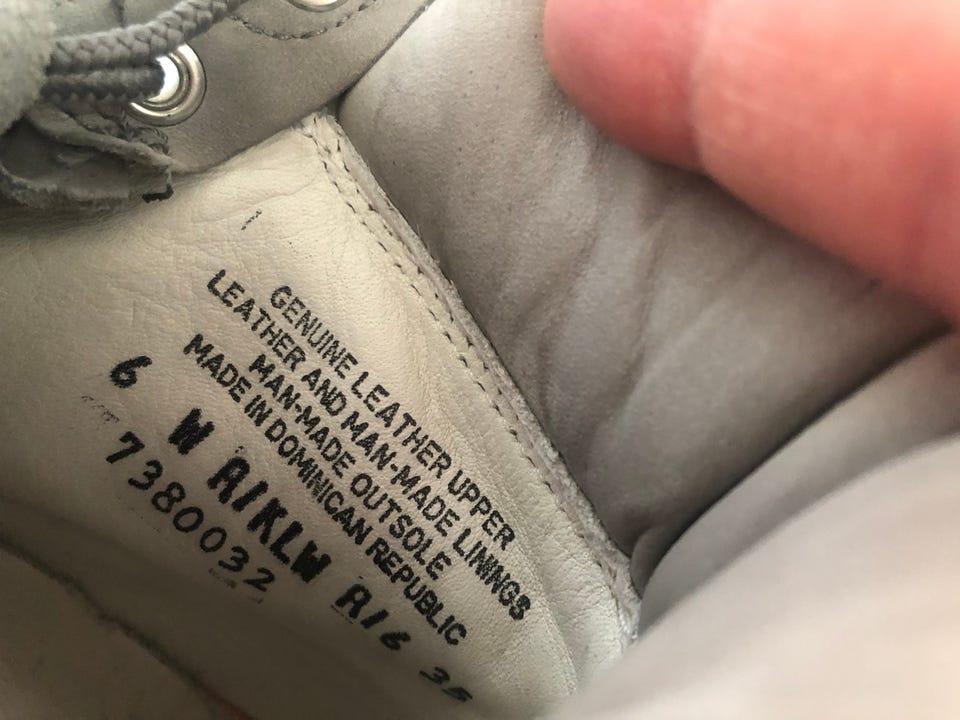 GENUINE LEATHER UPPER
LEATHER AND MAN-MADE LININGS
MAN-MADE OUTSOLE
MADE IN DOMINICAN REPUBLIC
6 W A/KLW A/6 35
7380032